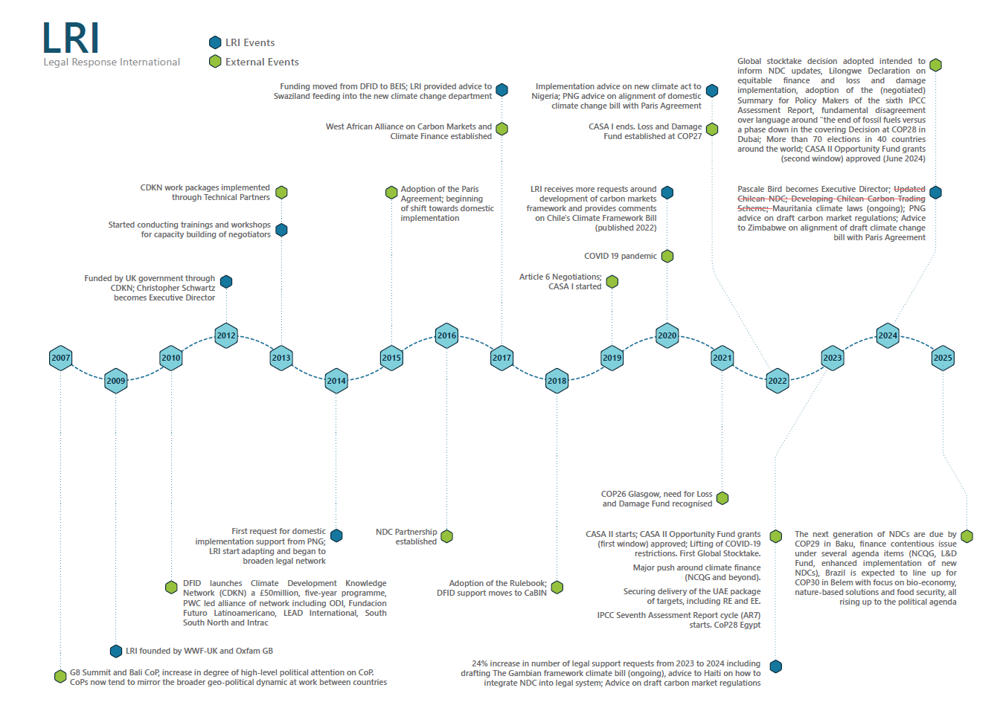 LRI
Legal Response International
LRI Events
External Events
Funding moved from DFID to BEIS; LRI provided advice to
Swaziland feeding into the new climate change department
West African Alliance on Carbon Markets and
Climate Finance established
Implementation advice on new climate act to
Nigeria; PNG advice on alignment of domestic
climate change bill with Paris Agreement
CASA I ends. Loss and Damage
Fund established at COP27
Global stocktake decision adopted intended to
inform NDC updates, Lilongwe Declaration on
equitable finance and loss and damage
implementation, adoption of the (negotiated)
Summary for Policy Makers of the sixth IPCC
Assessment Report, fundamental disagreement
over language around “the end of fossil fuels versus
a phase down in the covering Decision at COP28 in
Dubai; More than 70 elections in 40 countries
around the world; CASA II Opportunity Fund grants
(second window) approved (June 2024)
CDKN work packages implemented
through Technical Partners
Started conducting trainings and workshops
for capacity building of negotiators
Funded by UK government through
CDKN; Christopher Schwartz
becomes Executive Director
Adoption of the Paris
Agreement; beginning
of shift towards domestic
implementation
LRI receives more requests around
development of carbon markets
framework and provides comments
on Chile's Climate Framework Bill
(published 2022)
COVID 19 pandemic
Article 6 Negotiations;
CASA I started
Pascale Bird becomes Executive Director; Updated
Chilean NDC; Developing Chilean Carbon Trading
Scheme; Mauritania climate laws (ongoing); PNG
advice on draft carbon market regulations; Advice
to Zimbabwe on alignment of draft climate change
bill with Paris Agreement
2007
2009
2010
2012
2013
2014
2015
2016
2017
2018
2019
2020
2021
2022
2023
2024
2025
COP26 Glasgow, need for Loss
and Damage Fund recognised
First request for domestic
implementation support from PNG;
LRI start adapting and began to
broaden legal network
NDC Partnership
established
CASA II starts; CASA II Opportunity Fund grants
(first window) approved; Lifting of COVID-19
restrictions. First Global Stocktake.
Major push around climate finance
(NCQG and beyond).
Securing delivery of the UAE package
of targets, including RE and EE.
IPCC Seventh Assessment Report cycle (AR7)
starts. CoP28 Egypt
The next generation of NDCs are due by
COP29 in Baku, finance contentious issue
under several agenda items (NCQG, L&D
Fund, enhanced implementation of new
NDCs), Brazil is expected to line up for
COP30 in Belem with focus on bio-economy,
nature-based solutions and food security, all
rising up to the political agenda
DFID launches Climate Development Knowledge
Network (CDKN) a £50million, five-year programme,
PWC led alliance of network including ODI, Fundacion
Futuro Latinoamericano, LEAD International, South
South North and Intrac
Adoption of the Rulebook;
DFID support moves to CaBIN
LRI founded by WWF-UK and Oxfam GB
G8 Summit and Bali CoP, increase in degree of high-level political attention on CoP.
CoPs now tend to mirror the broader geo-political dynamic at work between countries
24% increase in number of legal support requests from 2023 to 2024 including
drafting The Gambian framework climate bill (ongoing), advice to Haiti on how to
integrate NDC into legal system; Advice on draft carbon market regulations